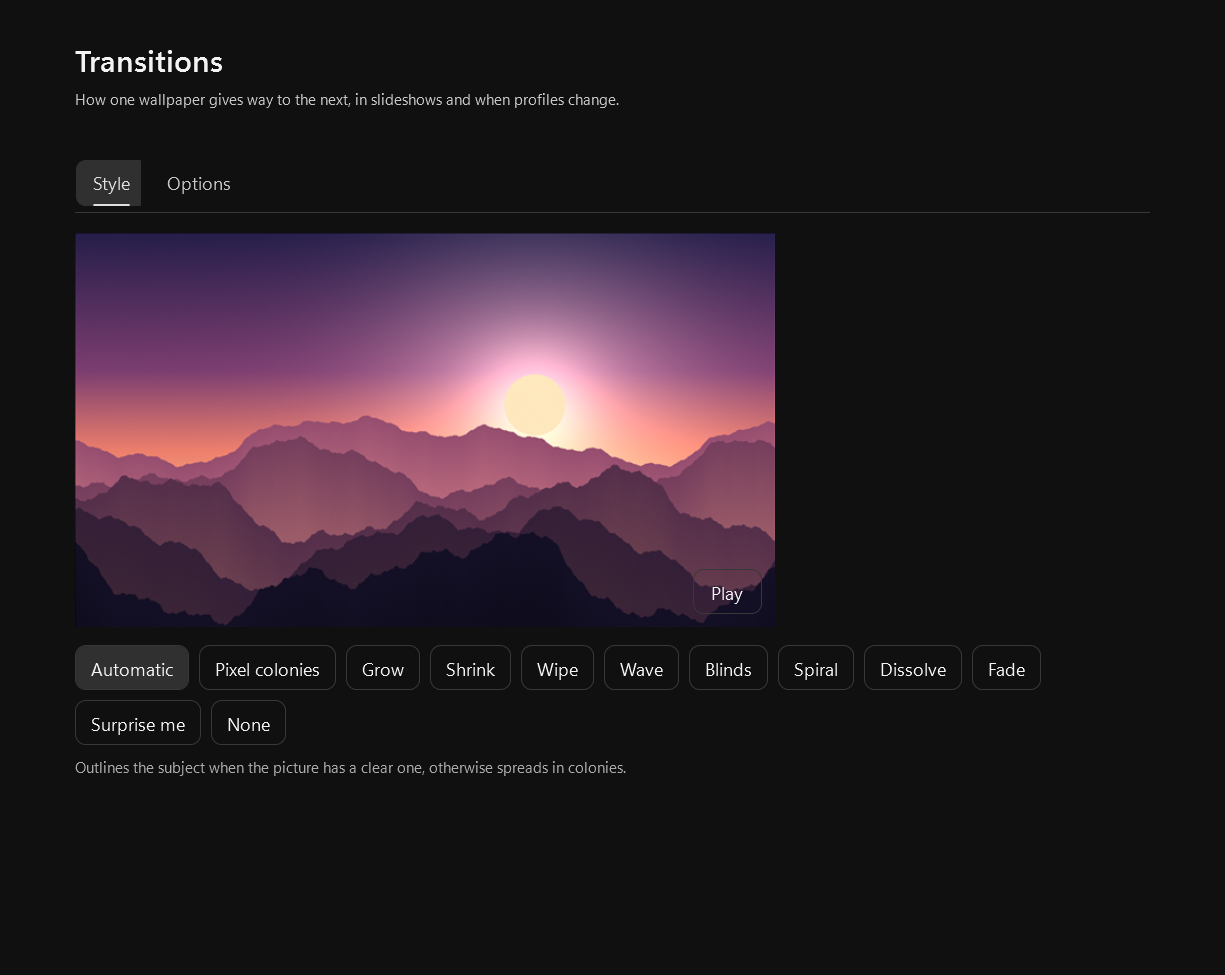 Transitions
How one wallpaper gives way to the next, in slideshows and when profiles change.
Style Options
Play
Automatic Pixel colonies Grow Shrink Wipe Wave Blinds Spiral Dissolve Fade
Surprise me None
Outlines the subject when the picture has a clear one, otherwise spreads in colonies.